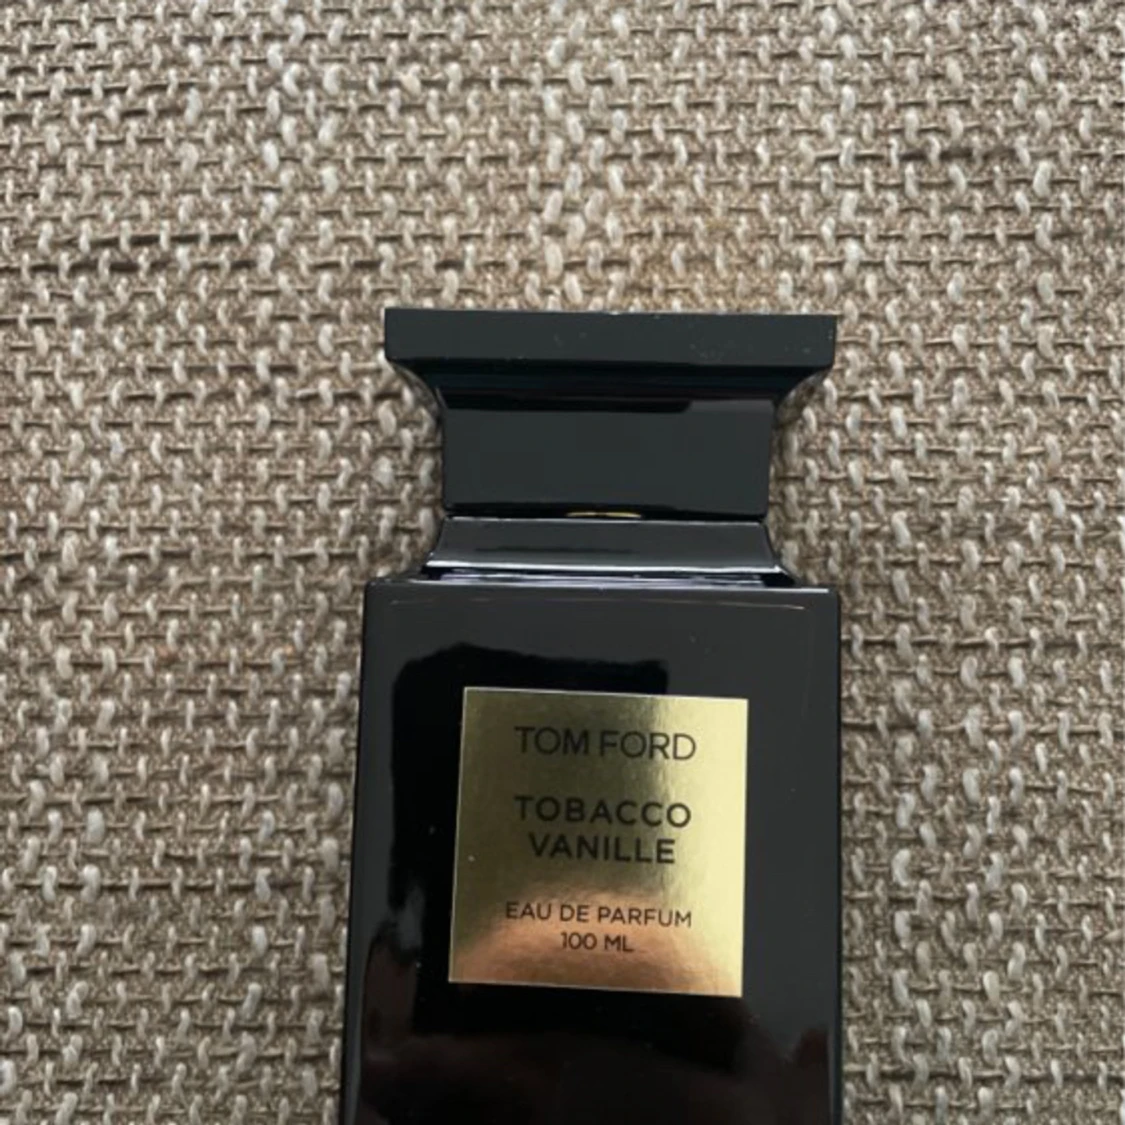 TOM FORD
TOBACCO
VANILLE
EAU DE PARFUM
100 ML